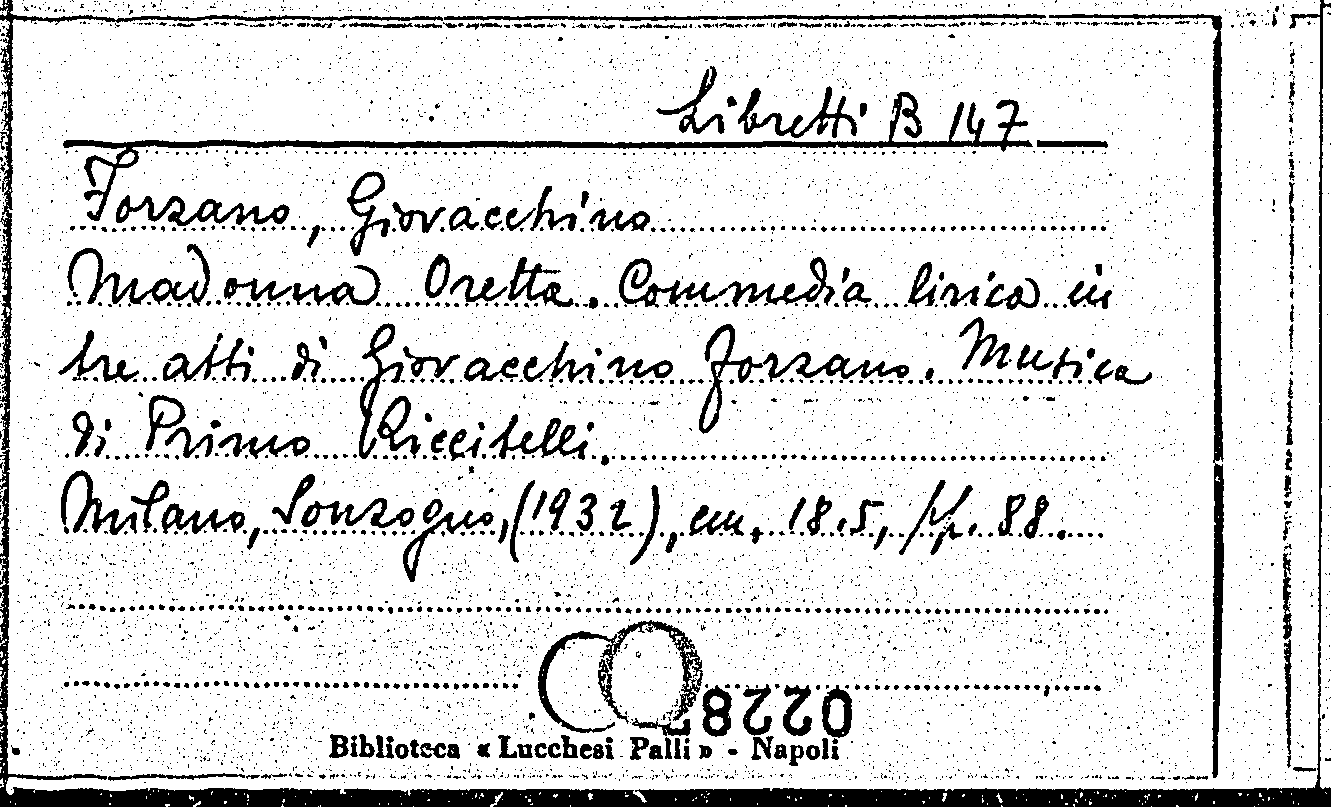 Libretti B 147
Forzano, Giovacchino
Madonna Oretta. Commedia lirica in
tre atti di Giovacchino Forzano. Musica
di Primo Riccitelli.
Milano, Sonzogno, (1932), cm. 18.5, pp. 88.
02287
Biblioteca « Lucchesi Palli » - Napoli